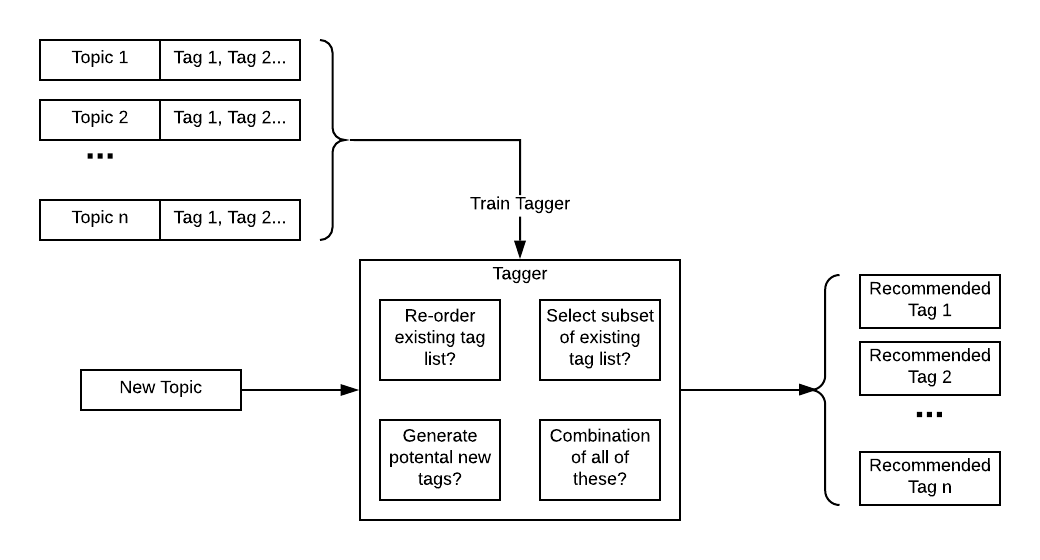 Topic 1
Tag 1, Tag 2...
Topic 2
Tag 1, Tag 2...
...
Topic n
Tag 1, Tag 2...
Train Tagger
Tagger
Re-order
existing tag
list?
Select subset
of existing
tag list?
Generate
potental new
tags?
Combination
of all of
these?
New Topic
Recommended
Tag 1
Recommended
Tag 2
...
Recommended
Tag n